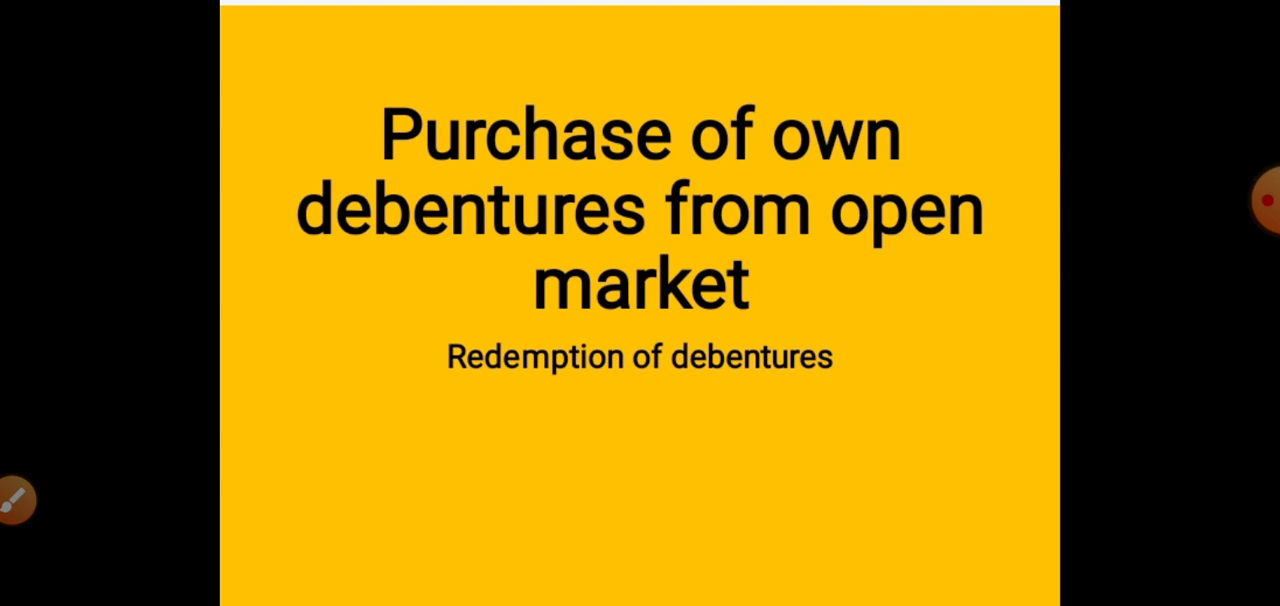 Purchase of own
debentures from open
market
Redemption of debentures